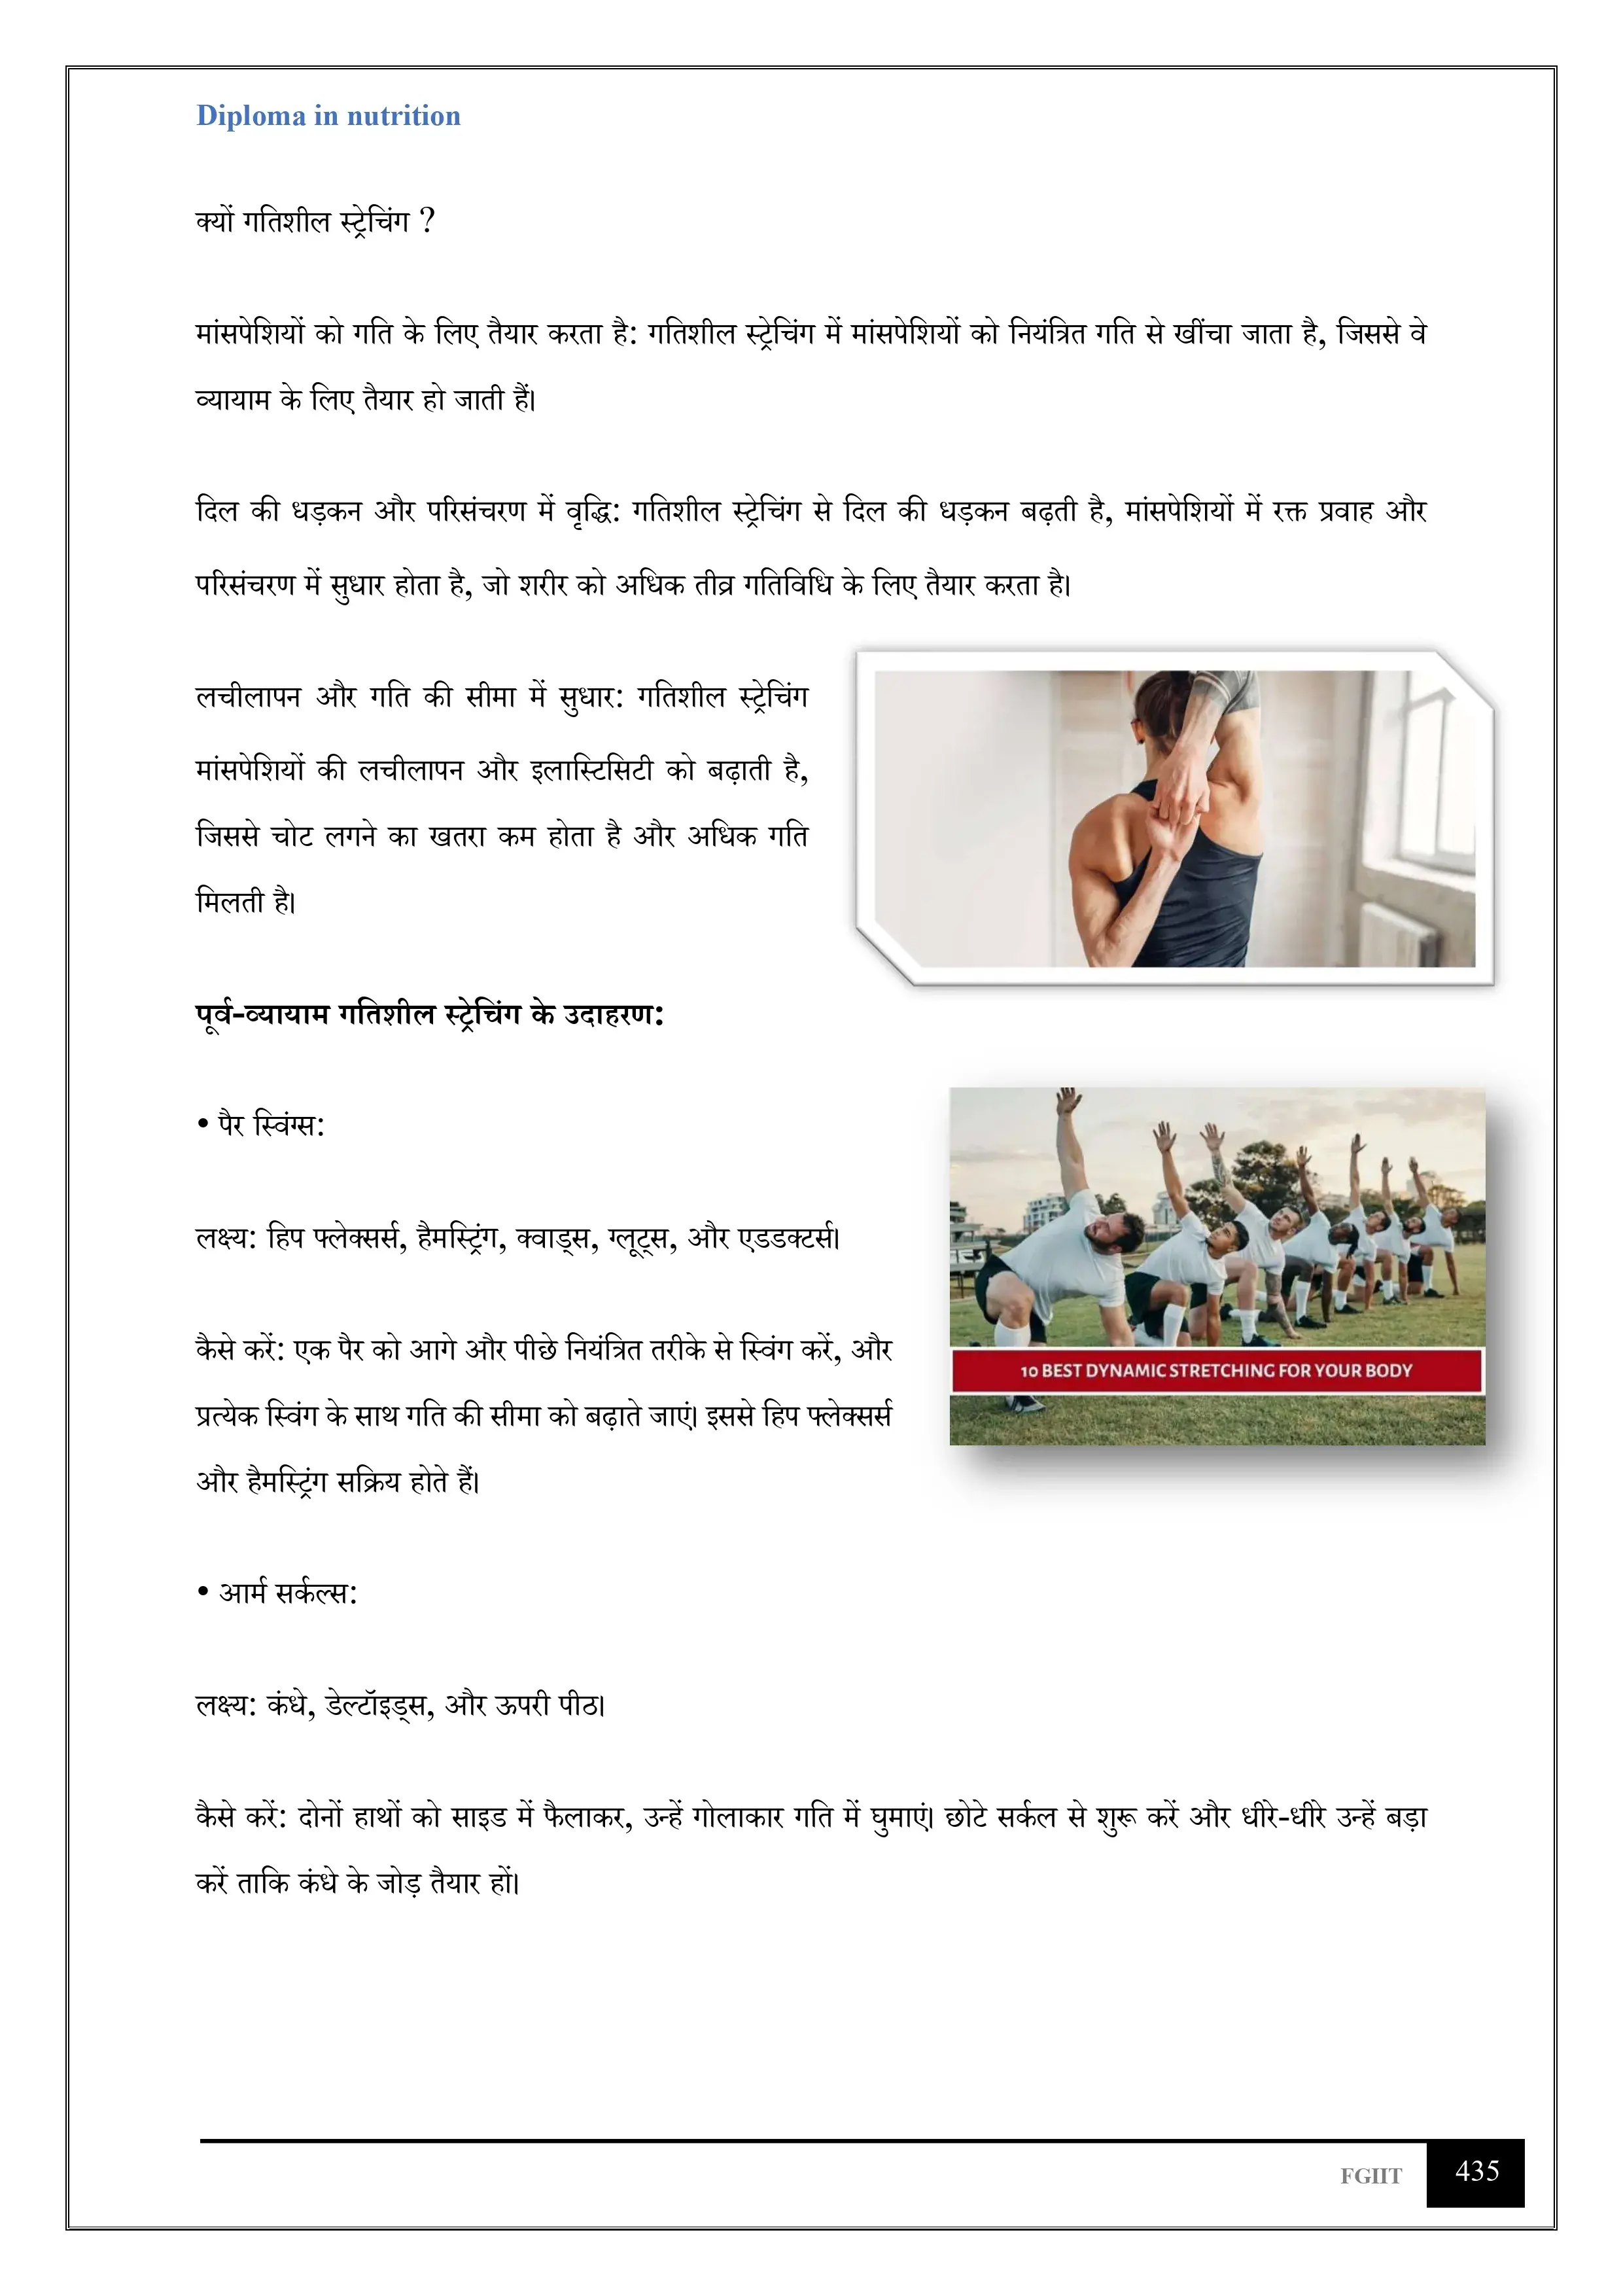 Diploma in nutrition
क्यों गतिशील स्ट्रेचिंग ?
मांसपेशियों को गति के लिए तैयार करता है: गतिशील स्ट्रेचिंग में मांसपेशियों को नियंत्रित गति से खींचा जाता है, जिससे वे
व्यायाम के लिए तैयार हो जाती हैं।
दिल की धड़कन और परिसंचरण में वृद्धि: गतिशील स्ट्रेचिंग से दिल की धड़कन बढ़ती है, मांसपेशियों में रक्त प्रवाह और
परिसंचरण में सुधार होता है, जो शरीर को अधिक तीव्र गतिविधि के लिए तैयार करता है।
लचीलापन और गति की सीमा में सुधार: गतिशील स्ट्रेचिंग
मांसपेशियों की लचीलापन और इलास्टिसिटी को बढ़ाती है,
जिससे चोट लगने का खतरा कम होता है और अधिक गति
मिलती है।
पूर्व-व्यायाम गतिशील स्ट्रेचिंग के उदाहरण:
• पैर स्विंग्स:
लक्ष्य: हिप फ्लेक्सर्स, हैमस्ट्रिंग, क्वाड्स, ग्लूट्स, और एडडक्टर्स।
कैसे करें: एक पैर को आगे और पीछे नियंत्रित तरीके से स्विंग करें, और
प्रत्येक स्विंग के साथ गति की सीमा को बढ़ाते जाएं। इससे हिप फ्लेक्सर्स
और हैमस्ट्रिंग सक्रिय होते हैं।
10 BEST DYNAMIC STRETCHING FOR YOUR BODY
• आर्म सर्कल्स:
लक्ष्य: कंधे, डेल्टॉइड्स, और ऊपरी पीठ।
कैसे करें: दोनों हाथों को साइड में फैलाकर, उन्हें गोलाकार गति में घुमाएं। छोटे सर्कल से शुरू करें और धीरे-धीरे उन्हें बड़ा
करें ताकि कंधे के जोड़ तैयार हों।
FGIIT 435